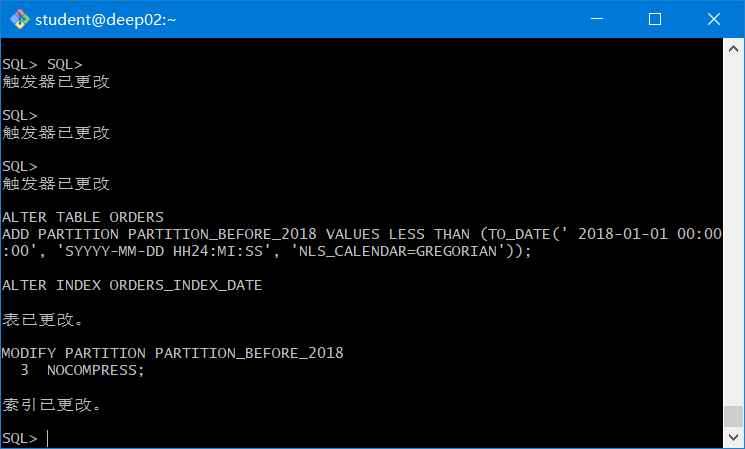 student@deep02:~
SQL> SQL>
触发器已更改
SQL>
触发器已更改
SQL>
触发器已更改
ALTER TABLE ORDERS
ADD PARTITION PARTITION_BEFORE_2018 VALUES LESS THAN (TO_DATE(' 2018-01-01 00:00
:00', 'SYYYY-MM-DD HH24:MI:SS', 'NLS_CALENDAR=GREGORIAN'));
ALTER INDEX ORDERS_INDEX_DATE
表已更改。
MODIFY PARTITION PARTITION_BEFORE_2018
  3  NOCOMPRESS;
索引已更改。
SQL>